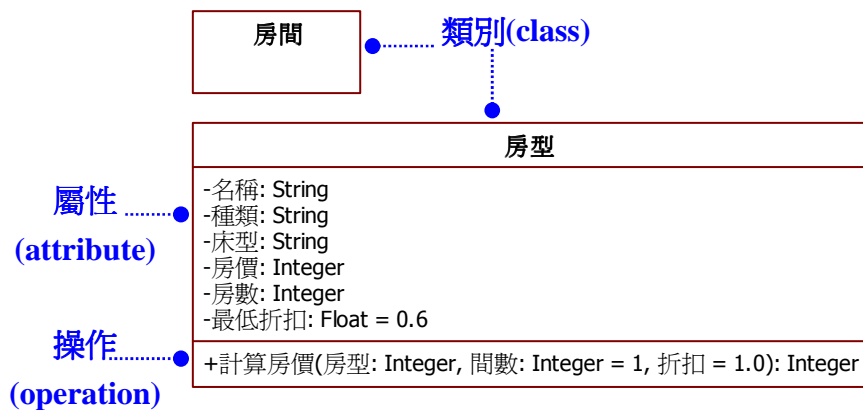 房間
類別(class)
房型
屬性
(attribute)
-名稱: String
-種類: String
-床型: String
-房價: Integer
-房數: Integer
-最低折扣: Float = 0.6
操作
(operation)
+計算房價(房型: Integer, 間數: Integer = 1, 折扣 = 1.0): Integer